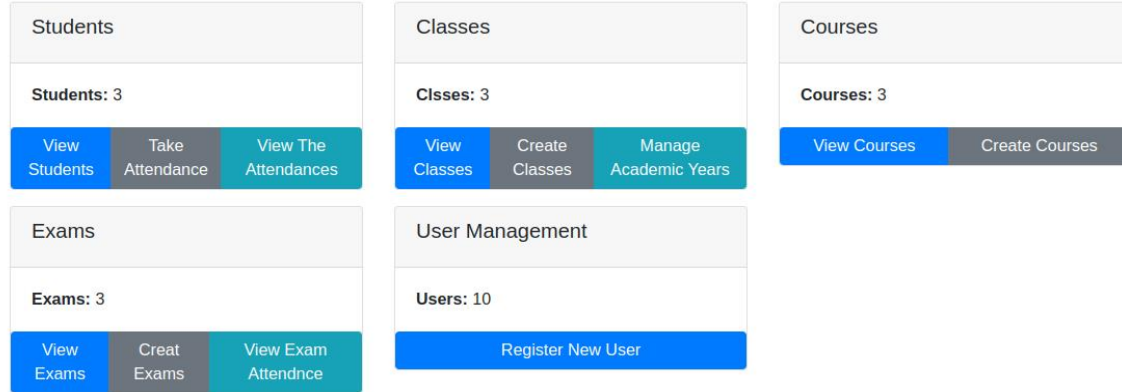 Students
Students: 3
View
Students
Take
Attendance
View The
Attendances
Classes
Clsses: 3
View
Classes
Create
Classes
Manage
Academic Years
Courses
Courses: 3
View Courses
Create Courses
Exams
Exams: 3
View
Exams
Creat
Exams
View Exam
Attendnce
User Management
Users: 10
Register New User